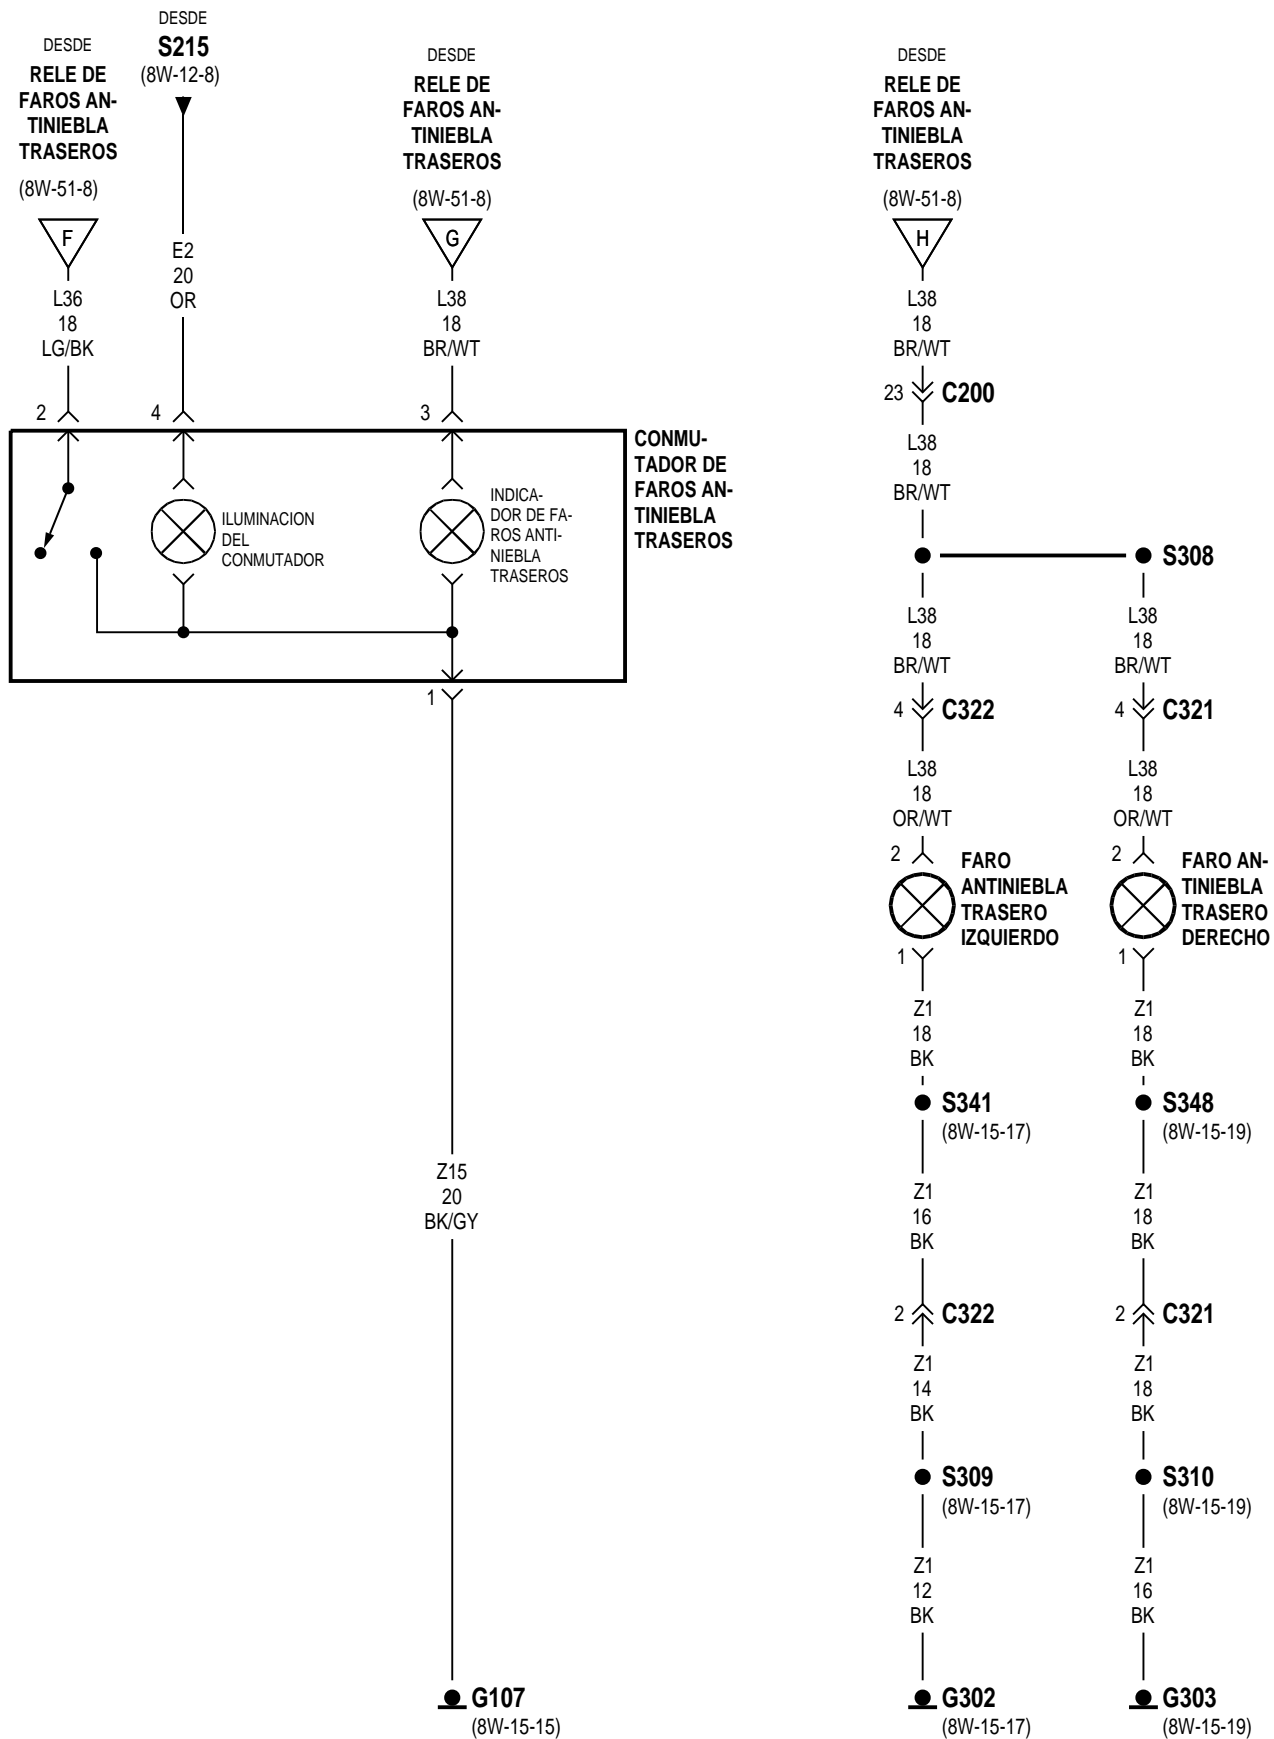 DESDE
RELE DE
FAROS AN-
TINIEBLA
TRASEROS
(8W-51-8)
F
L36
18
LG/BK
2
DESDE
S215
(8W-12-8)
E2
20
OR
4
DESDE
RELE DE
FAROS AN-
TINIEBLA
TRASEROS
(8W-51-8)
G
L38
18
BR/WT
3
CONMU-
TADOR DE
FAROS AN-
TINIEBLA
TRASEROS
ILUMINACION
DEL
CONMUTADOR
INDICA-
DOR DE FA-
ROS ANTI-
NIEBLA
TRASEROS
1
Z15
20
BK/GY
G107
(8W-15-15)
DESDE
RELE DE
FAROS AN-
TINIEBLA
TRASEROS
(8W-51-8)
H
L38
18
BR/WT
23 C200
L38
18
BR/WT
S308
L38
18
BR/WT
4 C322
L38
18
OR/WT
2
FARO
ANTINIEBLA
TRASERO
IZQUIERDO
1
Z1
18
BK
S341
(8W-15-17)
Z1
16
BK
2 C322
Z1
14
BK
S309
(8W-15-17)
Z1
12
BK
G302
(8W-15-17)
L38
18
BR/WT
4 C321
L38
18
OR/WT
2
FARO AN-
TINIEBLA
TRASERO
DERECHO
1
Z1
18
BK
S348
(8W-15-19)
Z1
18
BK
2 C321
Z1
18
BK
S310
(8W-15-19)
Z1
16
BK
G303
(8W-15-19)